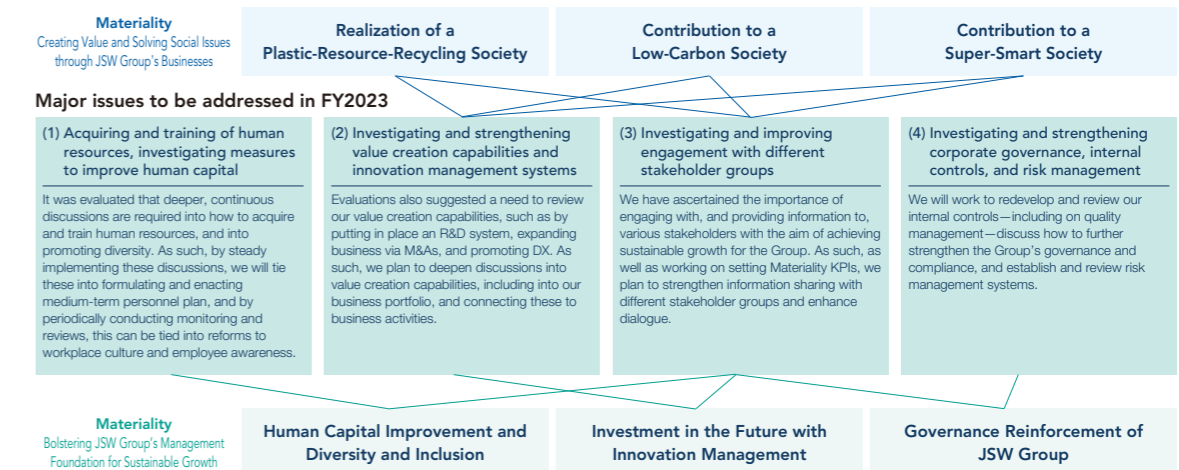 Materiality
Creating Value and Solving Social Issues
through JSW Group's Businesses
Realization of a
Plastic-Resource-Recycling Society
Contribution to a
Low-Carbon Society
Contribution to a
Super-Smart Society
Major issues to be addressed in FY2023
(1) Acquiring and training of human
resources, investigating measures
to improve human capital
It was evaluated that deeper, continuous
discussions are required into how to acquire
and train human resources, and into
promoting diversity. As such, by steady
implementing these discussions, we will tie
these into formulating and enacting
medium-term personnel plan, and by
periodically conducting monitoring and
reviews, this can be tied into reforms to
workplace culture and employee awareness.
(2) Investigating and strengthening
value creation capabilities and
innovation management systems
Evaluations also suggested a need to review
our value creation capabilities, such as by
putting in place an R&D system, expanding
business via M&As, and promoting DX. As
such, we plan to deepen discussions into
value creation capabilities, including into our
business portfolio, and connecting these to
business activities.
(3) Investigating and improving
engagement with different
stakeholder groups
We have ascertained the importance of
engaging with, and providing information to,
various stakeholders with the aim of achieving
sustainable growth for the Group. As such, as
well as working on setting Materiality KPIs, we
plan to strengthen information sharing with
different stakeholder groups and enhance
dialogue.
(4) Investigating and strengthening
corporate governance, internal
controls, and risk management
We will work to redevelop and review our
internal controls—including on quality
management—discuss how to further
strengthen the Group's governance and
compliance, and establish and review risk
management systems.
Materiality
Bolstering JSW Group's Management
Foundation for Sustainable Growth
Human Capital Improvement and
Diversity and Inclusion
Investment in the Future with
Innovation Management
Governance Reinforcement of
JSW Group